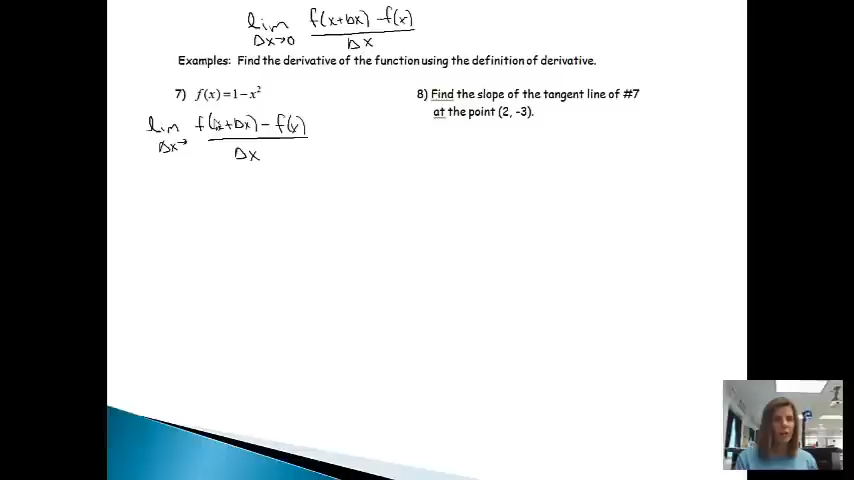 lim f(x+Δx) - f(x)
Δx→0 Δx
Examples: Find the derivative of the function using the definition of derivative.
7) f(x) = 1 - x²
lim f(x+Δx) - f(x)
Δx→ Δx
8) Find the slope of the tangent line of #7
at the point (2, -3).